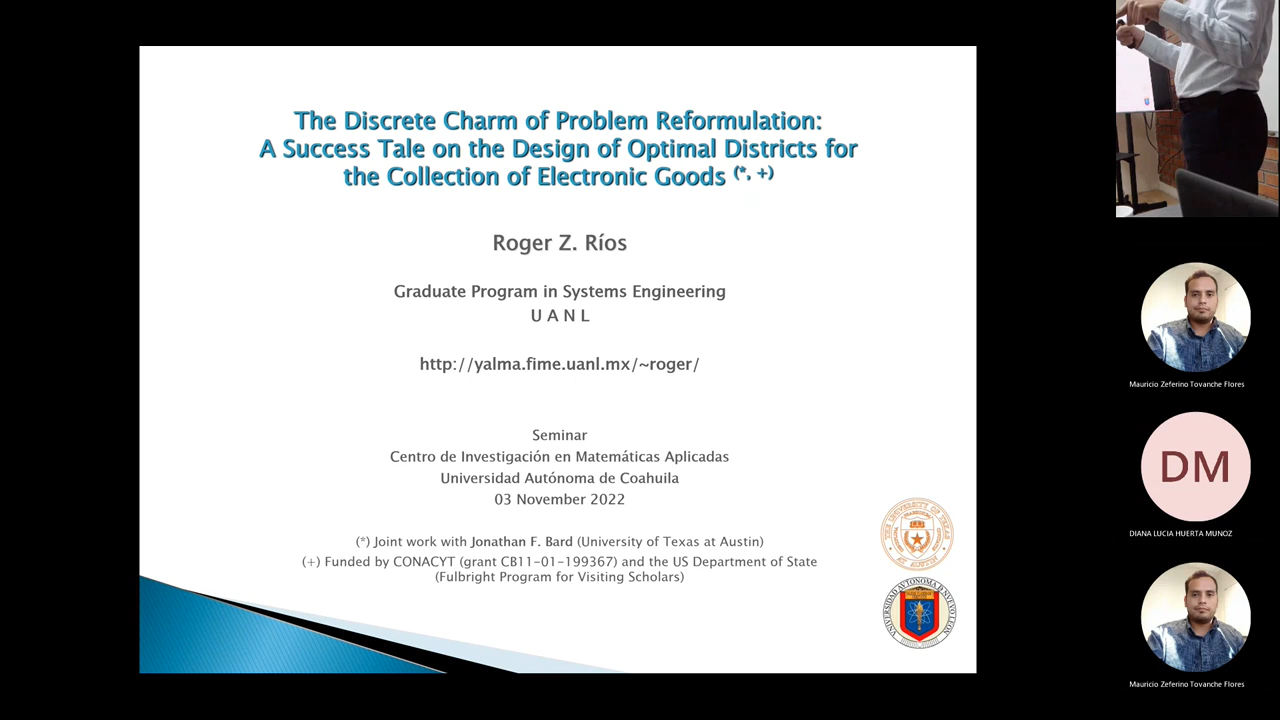 The Discrete Charm of Problem Reformulation:
A Success Tale on the Design of Optimal Districts for
the Collection of Electronic Goods (*, +)
Roger Z. Ríos
Graduate Program in Systems Engineering
U A N L
http://yalma.fime.uanl.mx/~roger/
Seminar
Centro de Investigación en Matemáticas Aplicadas
Universidad Autónoma de Coahuila
03 November 2022
(*) Joint work with Jonathan F. Bard (University of Texas at Austin)
(+) Funded by CONACYT (grant CB11-01-199367) and the US Department of State
(Fulbright Program for Visiting Scholars)
Mauricio Zeferino Tovanche Flores
DM
DIANA LUCIA HUERTA MUNOZ
Mauricio Zeferino Tovanche Flores